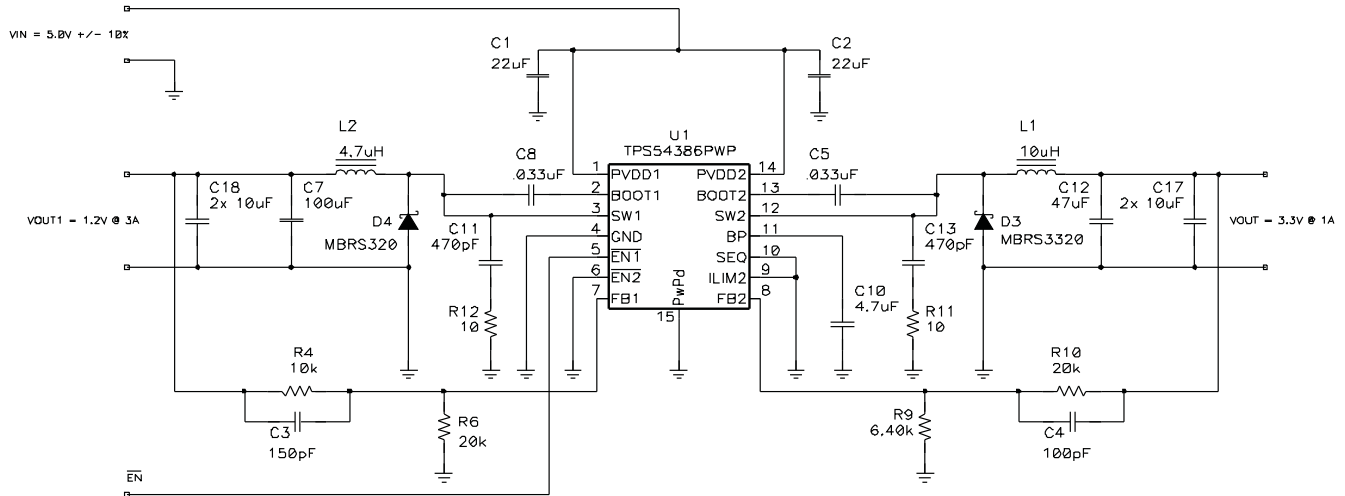 VIN = 5.0V +/- 10%
C1
22uF
C2
22uF
L2
4.7uH
C8
.033uF
U1
TPS54386PWP
C5
.033uF
L1
10uH
1
PVDD1
PVDD2
14
2
BOOT1
BOOT2
13
3
SW1
SW2
12
4
GND
BP
11
5
EN1
SEQ
10
6
EN2
ILIM2
9
7
FB1
FB2
8
PwPd
15
C18
2x 10uF
C7
100uF
D4
MBRS320
C11
470pF
C13
470pF
D3
MBRS3320
C12
47uF
C17
2x 10uF
VOUT1 = 1.2V @ 3A
VOUT = 3.3V @ 1A
R12
10
C10
4.7uF
R11
10
R4
10k
C3
150pF
R6
20k
R9
6.40k
R10
20k
C4
100pF
EN